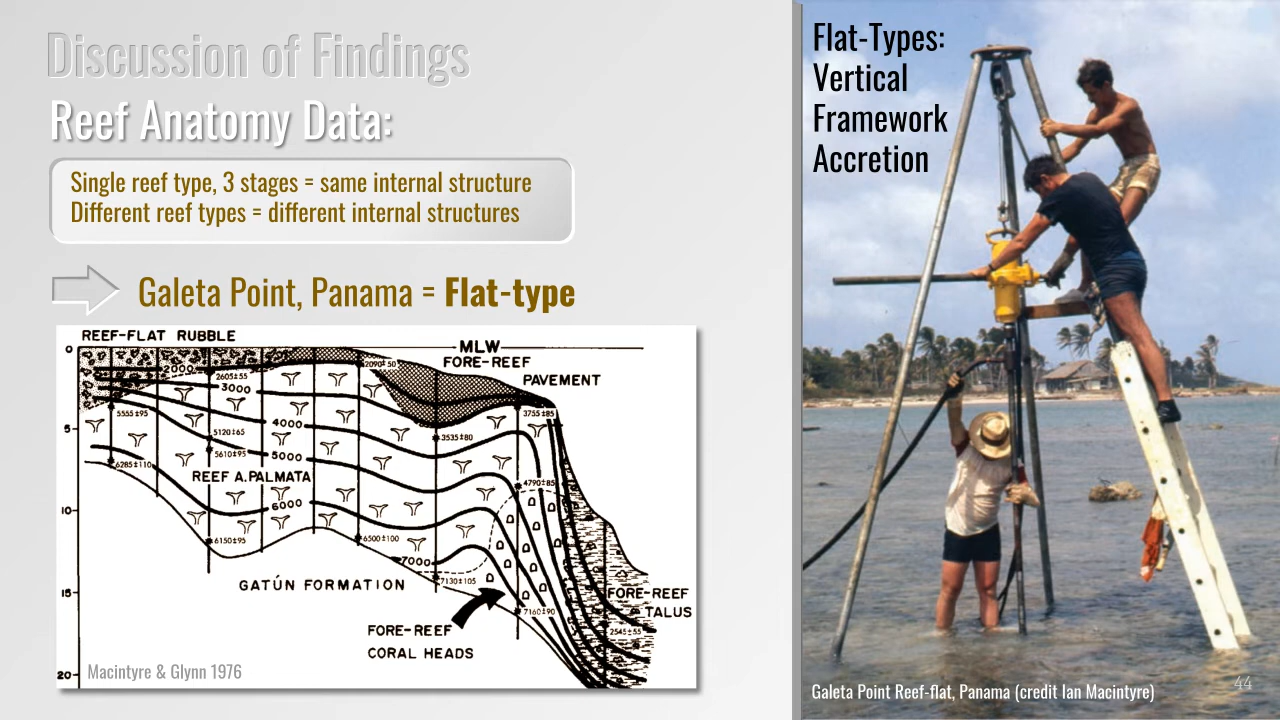 Discussion of Findings
Reef Anatomy Data:
Single reef type, 3 stages = same internal structure
Different reef types = different internal structures
Galeta Point, Panama = Flat-type
REEF-FLAT RUBBLE
0
MLW
FORE-REEF
PAVEMENT
2000
2605±55
2090±50
3000
5555±95
3755±85
4000
5
5120±65
3535±80
5610±95
5000
6285±110
REEF A.PALMATA
4790±85
6000
10
6150±95
6500±100
7000
7130±105
GATÚN FORMATION
15
FORE-REEF
TALUS
7160±90
FORE-REEF
2545±55
CORAL HEADS
20
Macintyre & Glynn 1976
Flat-Types:
Vertical
Framework
Accretion
Galeta Point Reef-flat, Panama (credit Ian Macintyre)
44